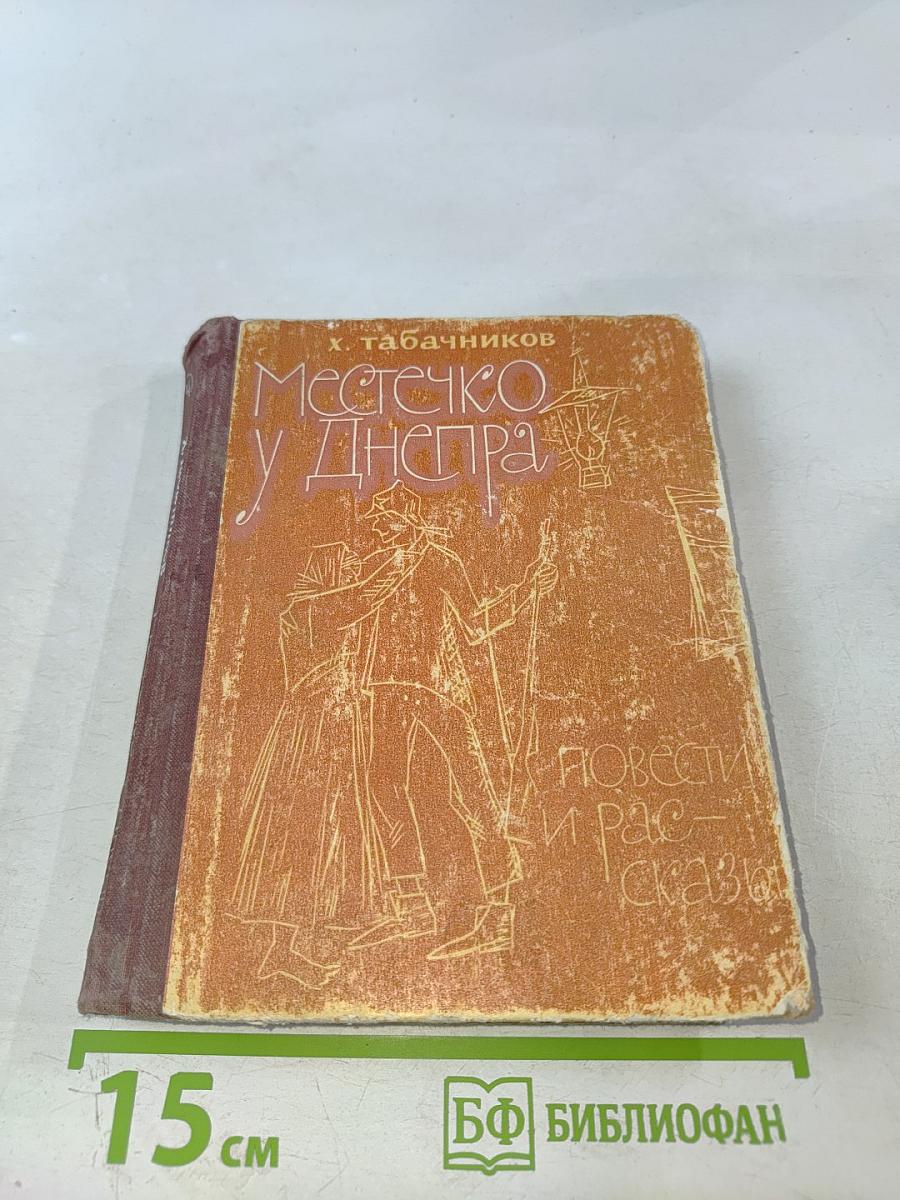 х. табачников
Местечко
у Днепра
повести
и рас-
сказы
15 см
БФ БИБЛИОФАН